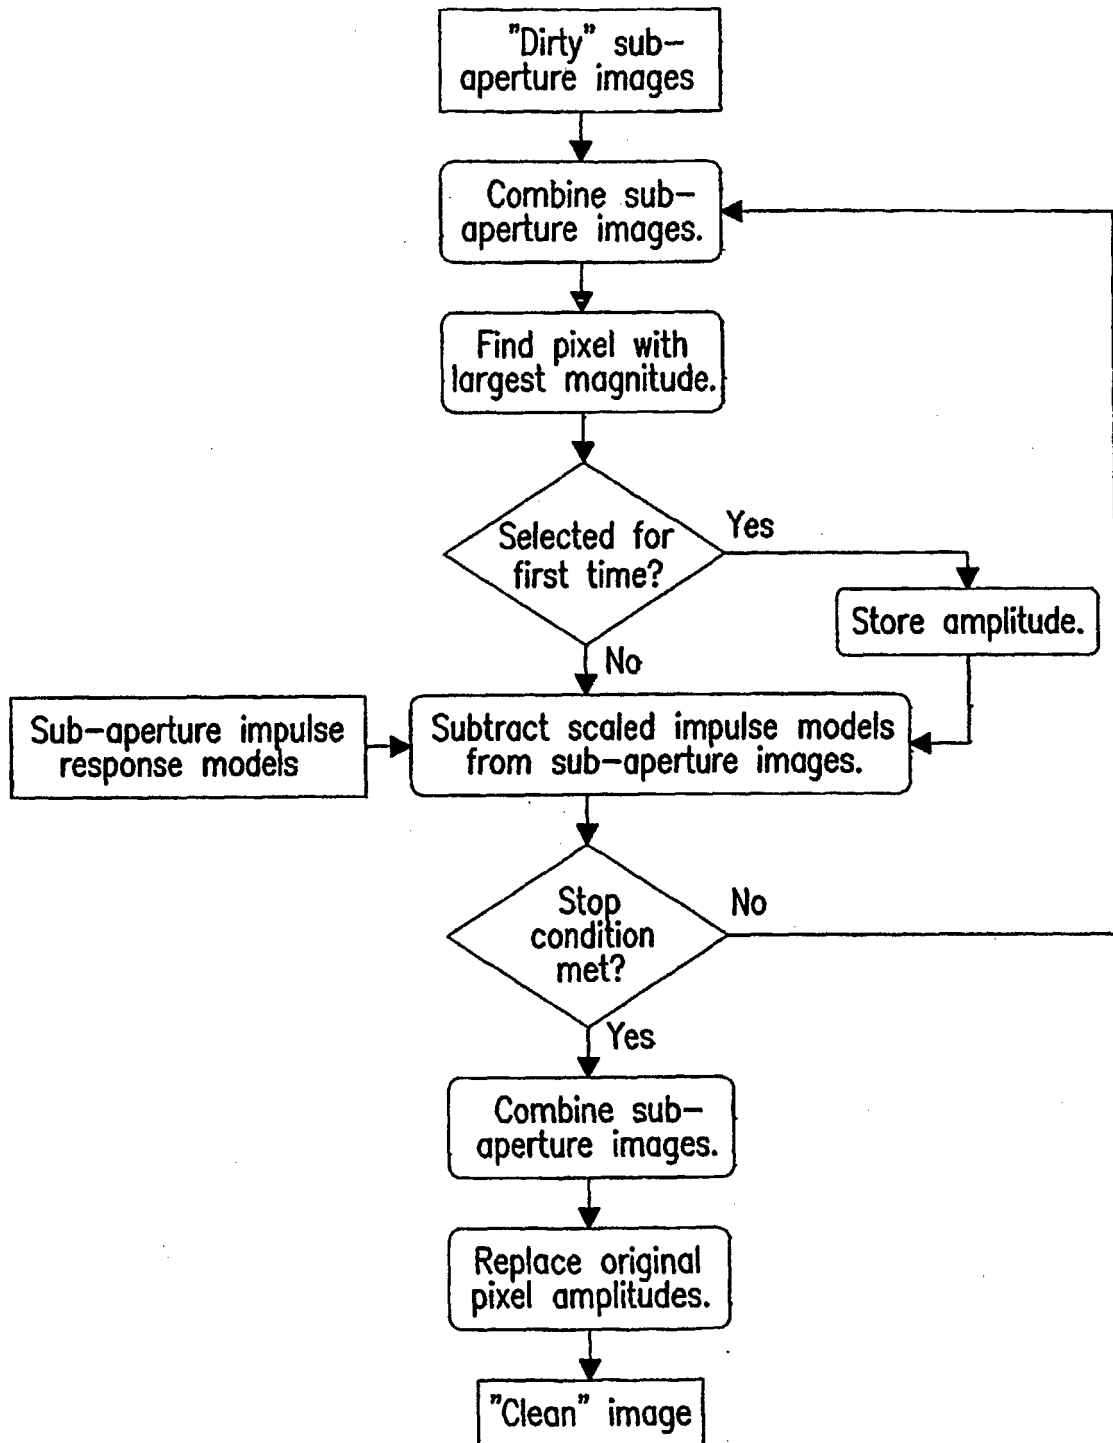 "Dirty" sub-
aperture images
Combine sub-
aperture images.
Find pixel with
largest magnitude.
Selected for
first time?
Yes
Store amplitude.
No
Sub-aperture impulse
response models
Subtract scaled impulse models
from sub-aperture images.
Stop
condition
met?
No
Yes
Combine sub-
aperture images.
Replace original
pixel amplitudes.
"Clean" image